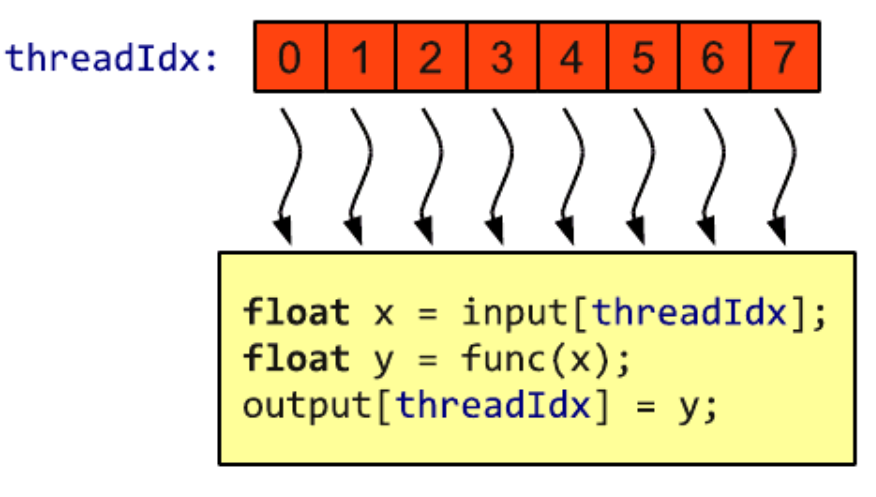 threadIdx: 0 1 2 3 4 5 6 7
float x = input[threadIdx];
float y = func(x);
output[threadIdx] = y;